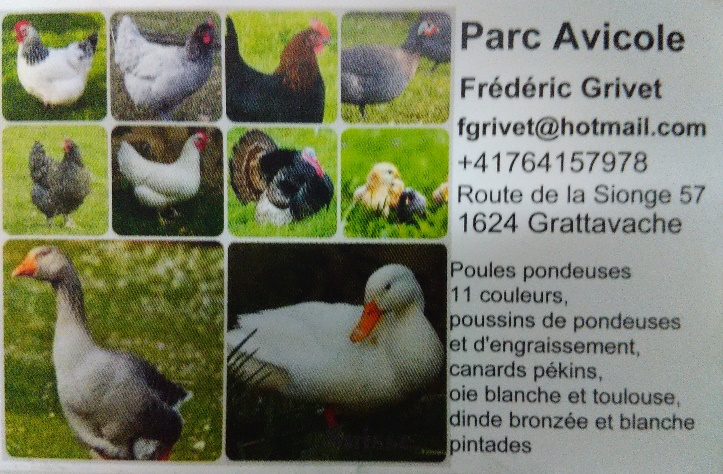 Parc Avicole
Frédéric Grivet
fgrivet@hotmail.com
+41764157978
Route de la Sionge 57
1624 Grattavache
Poules pondeuses
11 couleurs,
poussins de pondeuses
et d'engraissement,
canards pékins,
oie blanche et toulouse,
dinde bronzée et blanche
pintades